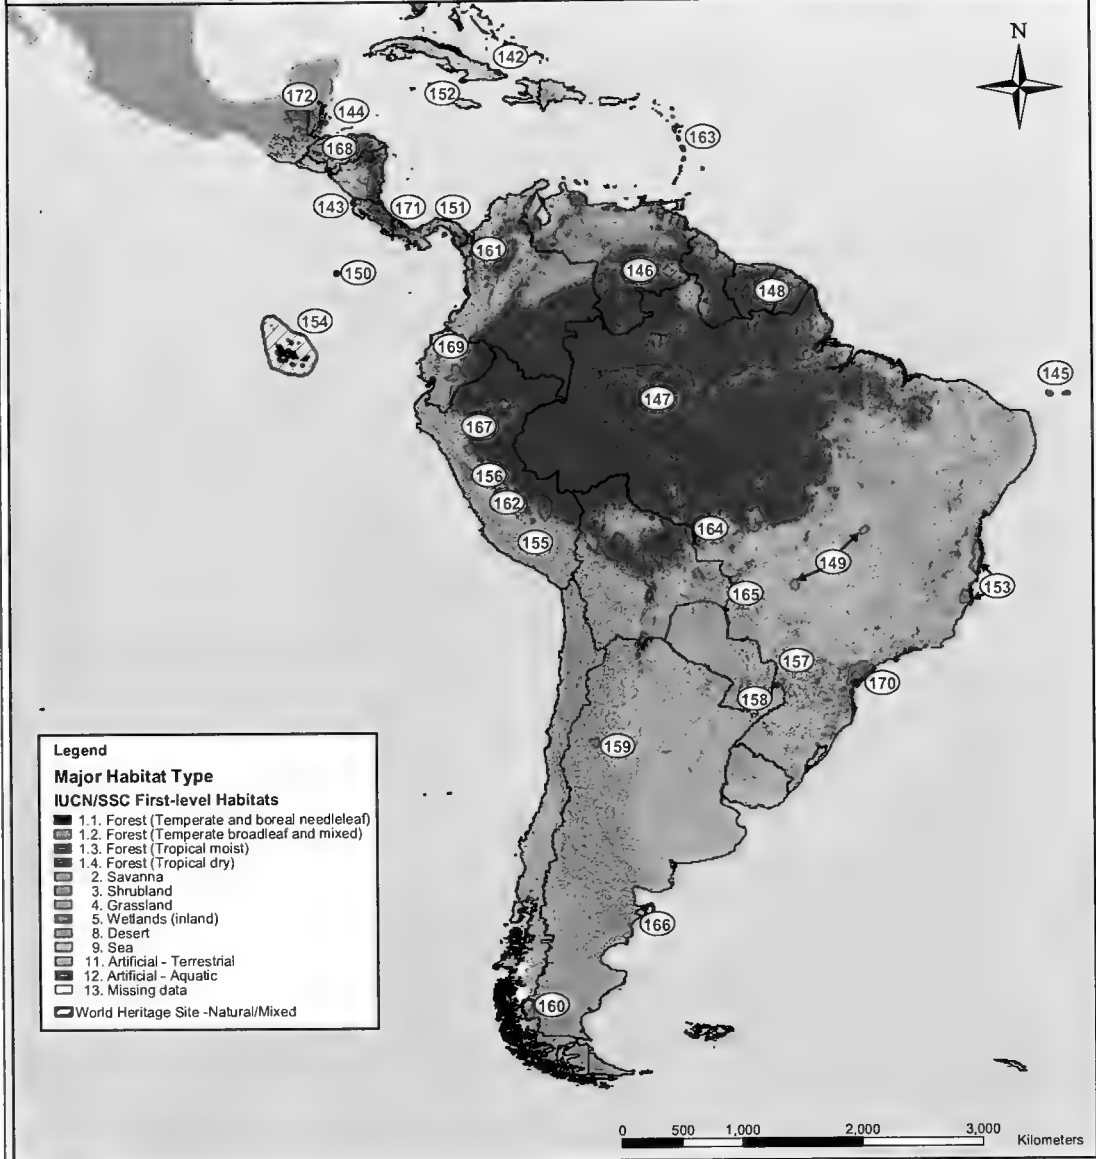 N
142
152
172
144
163
168
143
171
151
161
146
150
148
154
169
145
147
167
156
162
164
155
149
165
153
157
170
158
159
166
160
Legend
Major Habitat Type
IUCN/SSC First-level Habitats
1.1. Forest (Temperate and boreal needleleaf)
1.2. Forest (Temperate broadleaf and mixed)
1.3. Forest (Tropical moist)
1.4. Forest (Tropical dry)
2. Savanna
3. Shrubland
4. Grassland
5. Wetlands (inland)
8. Desert
9. Sea
11. Artificial - Terrestrial
12. Artificial - Aquatic
13. Missing data
World Heritage Site -Natural/Mixed
0 500 1,000 2,000 3,000
Kilometers